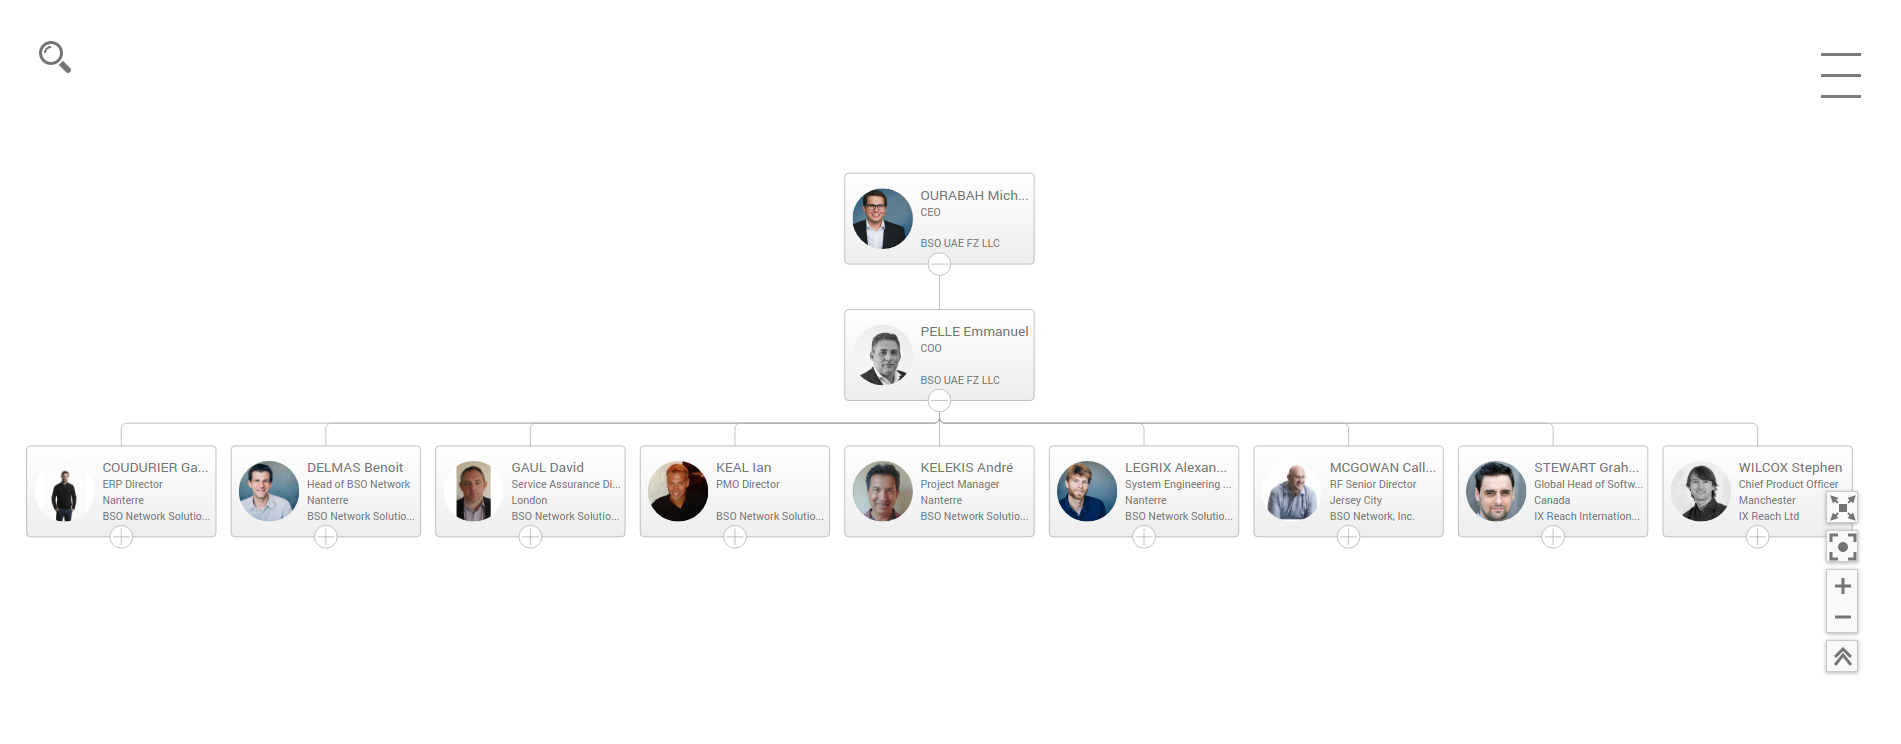 OURABAH Mich...
CEO
BSO UAE FZ LLC
PELLE Emmanuel
COO
BSO UAE FZ LLC
COUDURIER Ga...
ERP Director
Nanterre
BSO Network Solutio...
DELMAS Benoit
Head of BSO Network
Nanterre
BSO Network Solutio...
GAUL David
Service Assurance Di...
London
BSO Network Solutio...
KEAL Ian
PMO Director
BSO Network Solutio...
KELEKIS André
Project Manager
Nanterre
BSO Network Solutio...
LEGRIX Alexan...
System Engineering ...
Nanterre
BSO Network Solutio...
MCGOWAN Call...
RF Senior Director
Jersey City
BSO Network, Inc.
STEWART Grah...
Global Head of Softw...
Canada
IX Reach Internation...
WILCOX Stephen
Chief Product Officer
Manchester
IX Reach Ltd